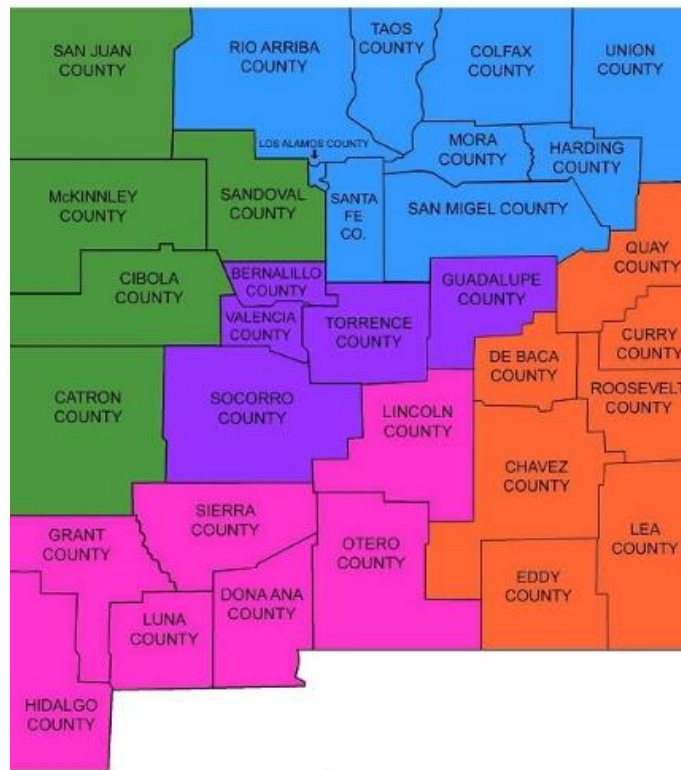 SAN JUAN
COUNTY
RIO ARRIBA
COUNTY
TAOS
COUNTY
COLFAX
COUNTY
UNION
COUNTY
LOS ALAMOS COUNTY
MORA
COUNTY
HARDING
COUNTY
McKINNLEY
COUNTY
SANDOVAL
COUNTY
SANTA
FE
CO.
SAN MIGEL COUNTY
QUAY
COUNTY
CIBOLA
COUNTY
BERNALILLO
COUNTY
GUADALUPE
COUNTY
VALENCIA
COUNTY
TORRENCE
COUNTY
CURRY
COUNTY
DE BACA
COUNTY
ROOSEVELT
COUNTY
CATRON
COUNTY
SOCORRO
COUNTY
LINCOLN
COUNTY
CHAVEZ
COUNTY
SIERRA
COUNTY
GRANT
COUNTY
OTERO
COUNTY
LEA
COUNTY
EDDY
COUNTY
DONA ANA
COUNTY
LUNA
COUNTY
HIDALGO
COUNTY